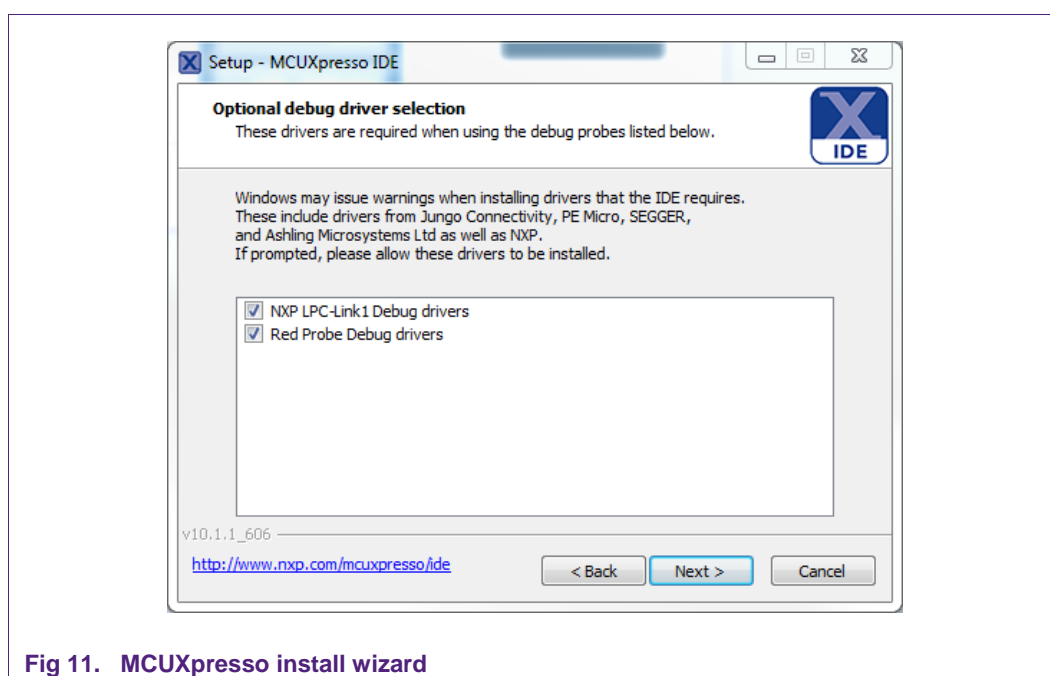 Setup - MCUXpresso IDE
Optional debug driver selection
These drivers are required when using the debug probes listed below.
IDE
Windows may issue warnings when installing drivers that the IDE requires.
These include drivers from Jungo Connectivity, PE Micro, SEGGER,
and Ashling Microsystems Ltd as well as NXP.
If prompted, please allow these drivers to be installed.
NXP LPC-Link1 Debug drivers
Red Probe Debug drivers
v10.1.1_606
http://www.nxp.com/mcuxpresso/ide
< Back Next > Cancel
Fig 11. MCUXpresso install wizard